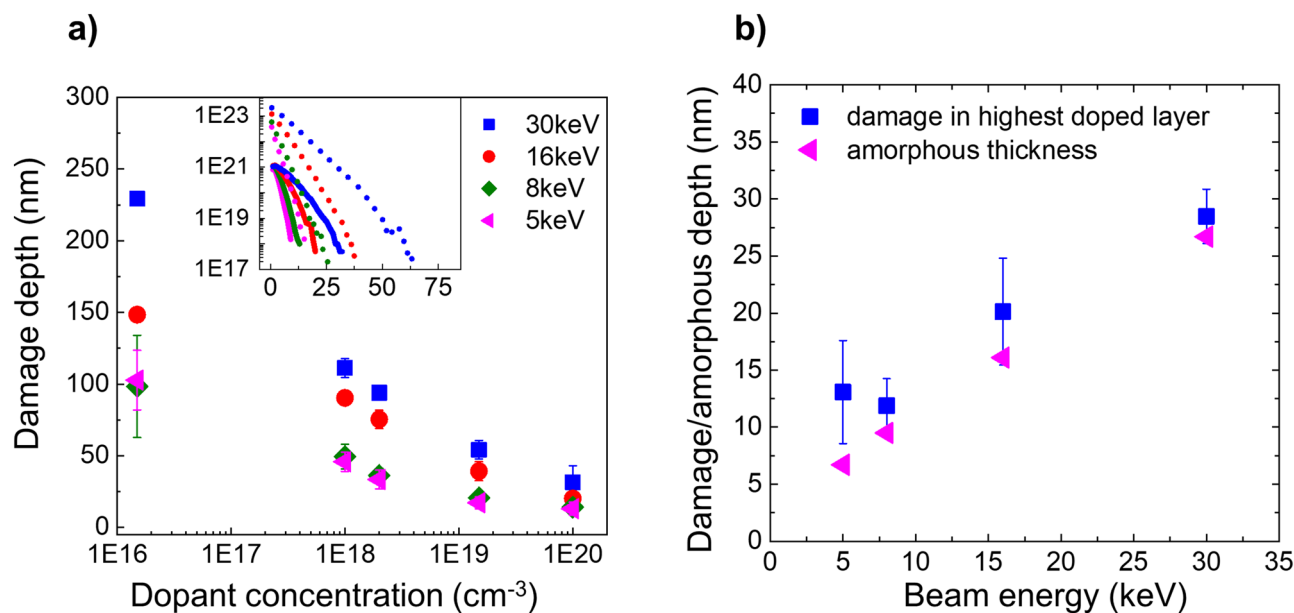 a)
300
250
200
150
100
50
0
Damage depth (nm)
1E16
1E17
1E18
1E19
1E20
Dopant concentration (cm-3)
1E23
1E21
1E19
1E17
0
25
50
75
30keV
16keV
8keV
5keV
b)
40
35
30
25
20
15
10
5
0
Damage/amorphous depth (nm)
damage in highest doped layer
amorphous thickness
0
5
10
15
20
25
30
35
Beam energy (keV)